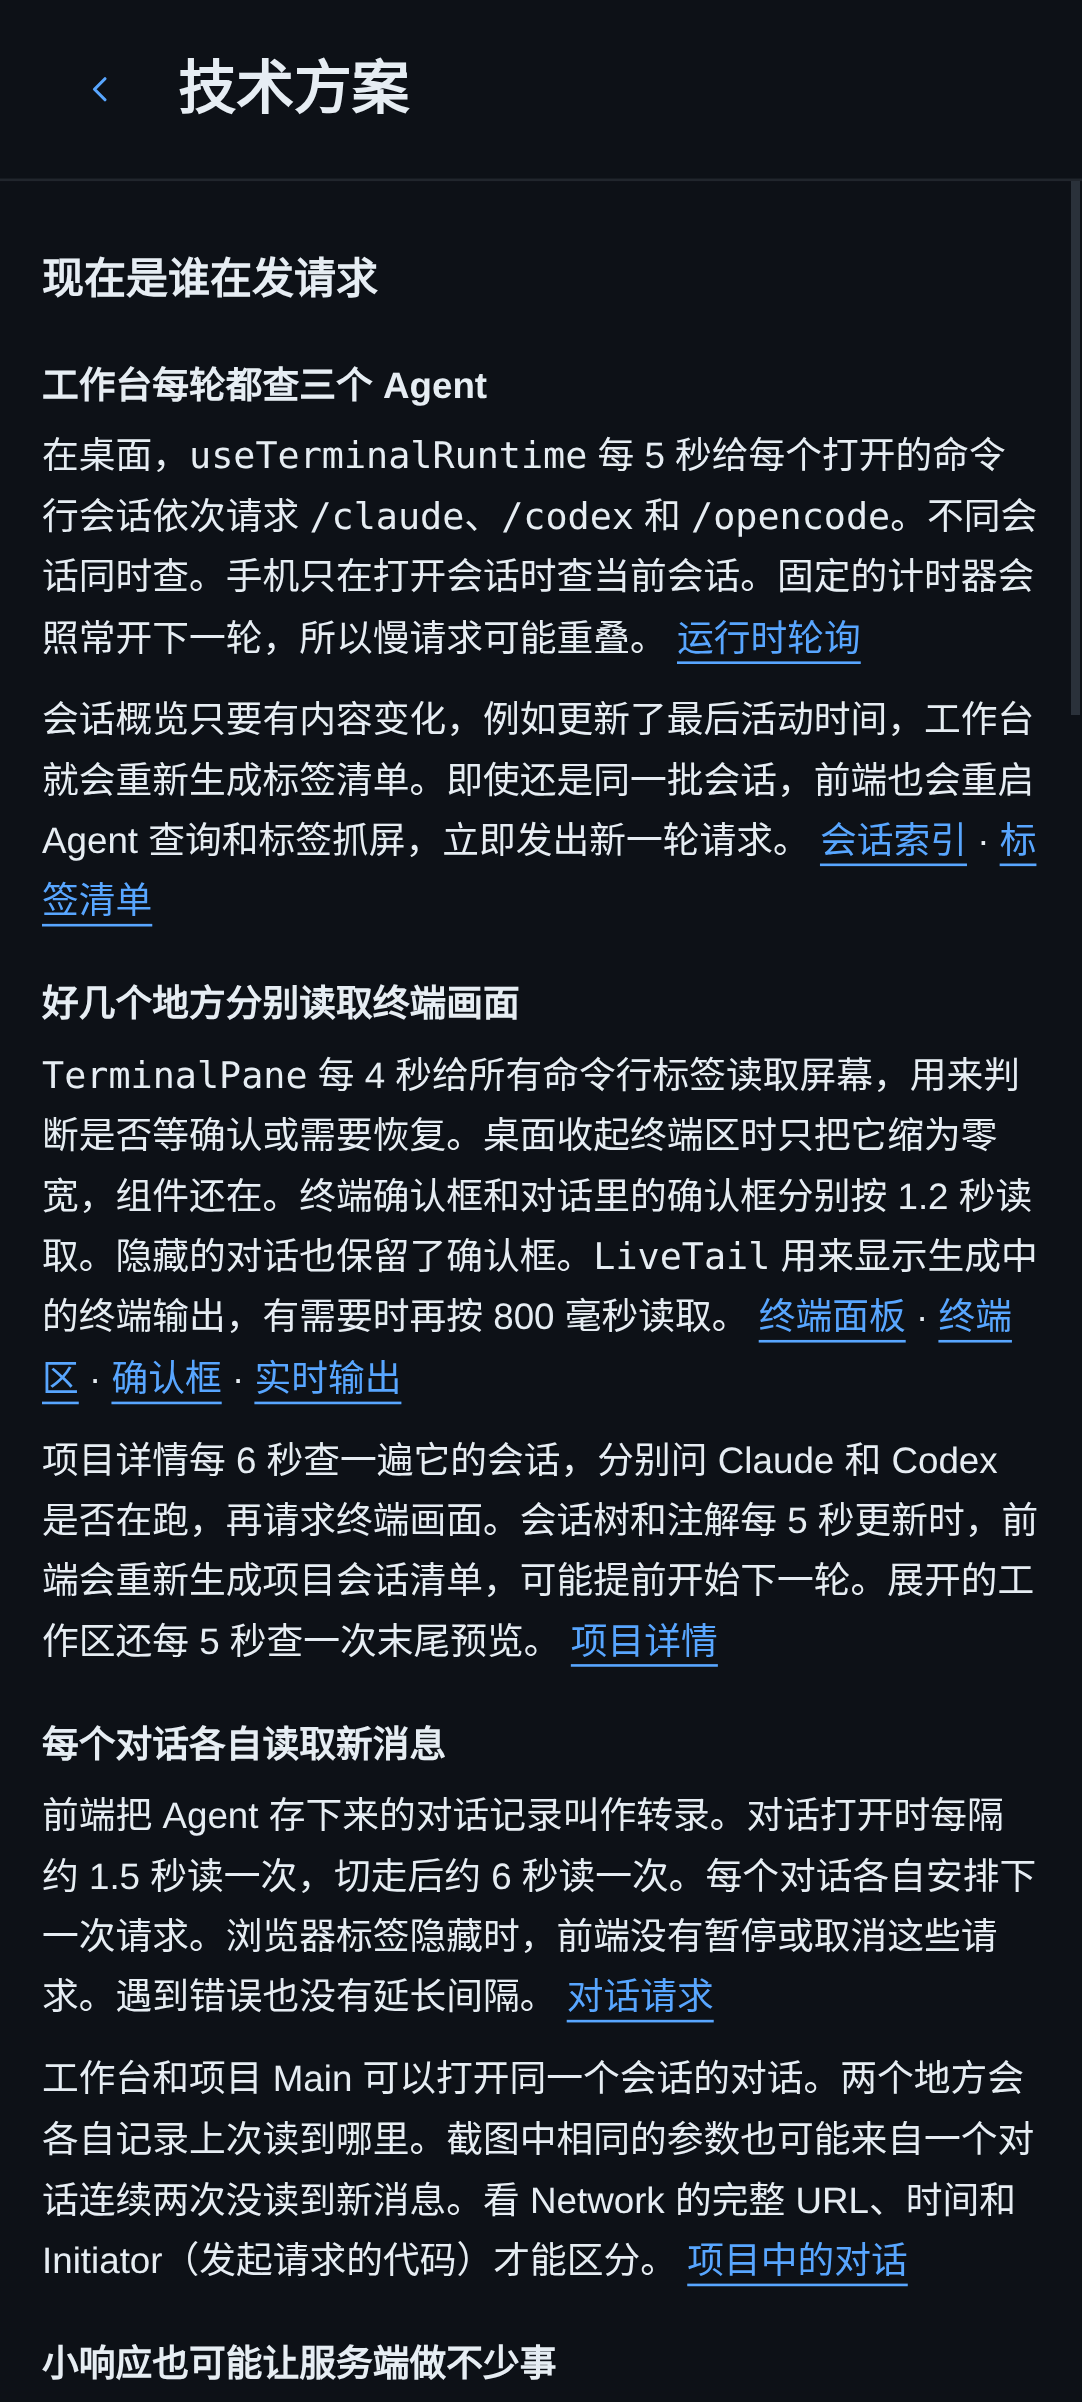 技术方案
现在是谁在发请求
工作台每轮都查三个 Agent
在桌面，useTerminalRuntime 每 5 秒给每个打开的命令
行会话依次请求 /claude、/codex 和 /opencode。不同会
话同时查。手机只在打开会话时查当前会话。固定的计时器会
照常开下一轮，所以慢请求可能重叠。 运行时轮询
会话概览只要有内容变化，例如更新了最后活动时间，工作台
就会重新生成标签清单。即使还是同一批会话，前端也会重启
Agent 查询和标签抓屏，立即发出新一轮请求。 会话索引 · 标
签清单
好几个地方分别读取终端画面
TerminalPane 每 4 秒给所有命令行标签读取屏幕，用来判
断是否等确认或需要恢复。桌面收起终端区时只把它缩为零
宽，组件还在。终端确认框和对话里的确认框分别按 1.2 秒读
取。隐藏的对话也保留了确认框。LiveTail 用来显示生成中
的终端输出，有需要时再按 800 毫秒读取。 终端面板 · 终端
区 · 确认框 · 实时输出
项目详情每 6 秒查一遍它的会话，分别问 Claude 和 Codex
是否在跑，再请求终端画面。会话树和注解每 5 秒更新时，前
端会重新生成项目会话清单，可能提前开始下一轮。展开的工
作区还每 5 秒查一次末尾预览。 项目详情
每个对话各自读取新消息
前端把 Agent 存下来的对话记录叫作转录。对话打开时每隔
约 1.5 秒读一次，切走后约 6 秒读一次。每个对话各自安排下
一次请求。浏览器标签隐藏时，前端没有暂停或取消这些请
求。遇到错误也没有延长间隔。 对话请求
工作台和项目 Main 可以打开同一个会话的对话。两个地方会
各自记录上次读到哪里。截图中相同的参数也可能来自一个对
话连续两次没读到新消息。看 Network 的完整 URL、时间和
Initiator（发起请求的代码）才能区分。 项目中的对话
小响应也可能让服务端做不少事